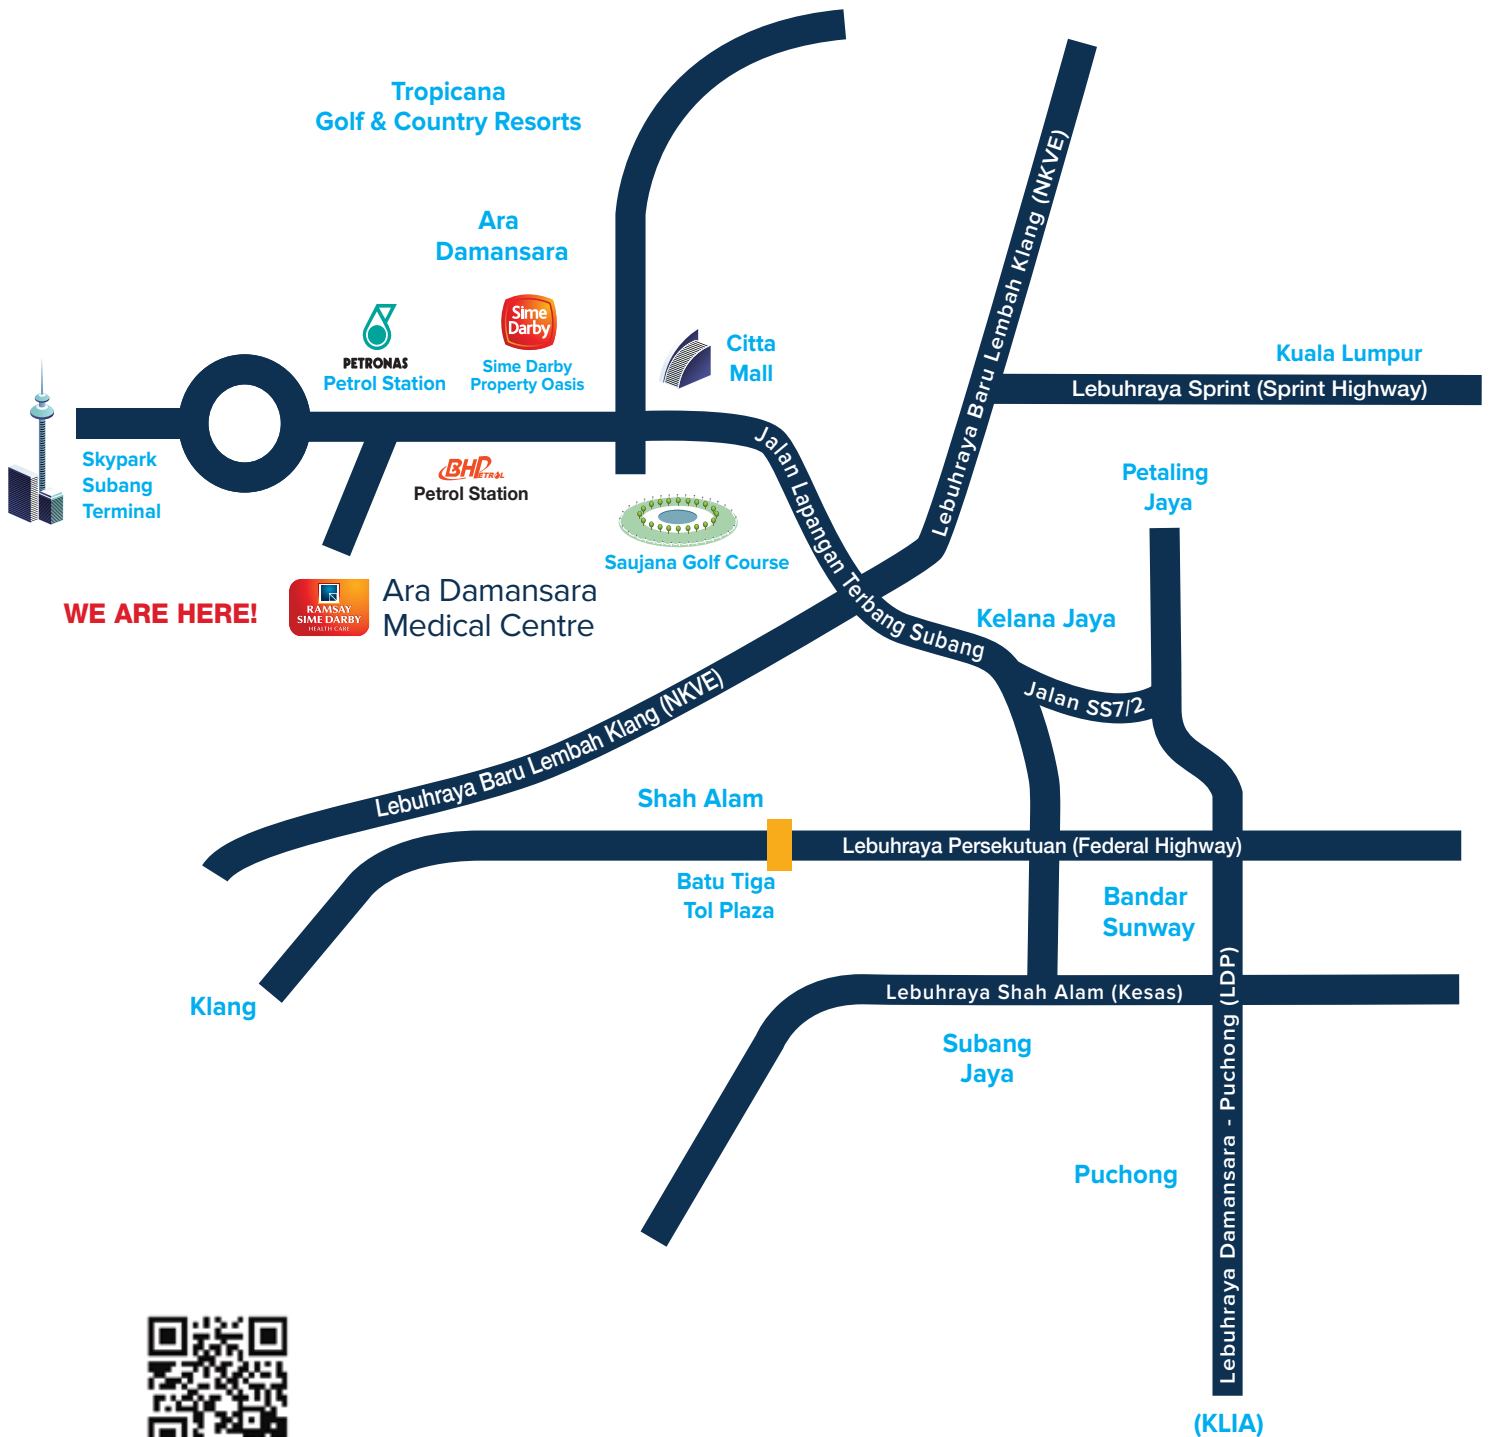 Tropicana
Golf & Country Resorts
Ara
Damansara
Sime
Darby
Sime Darby
Property Oasis
PETRONAS
Petrol Station
Citta
Mall
Lebuhraya Baru Lembah Klang (NKVE)
Kuala Lumpur
Lebuhraya Sprint (Sprint Highway)
Skypark
Subang
Terminal
BHPetrol
Petrol Station
Jalan Lapangan Terbang Subang
Petaling
Jaya
Saujana Golf Course
WE ARE HERE!
RAMSAY
SIME DARBY
HEALTH CARE
Ara Damansara
Medical Centre
Kelana Jaya
Jalan SS7/2
Lebuhraya Baru Lembah Klang (NKVE)
Shah Alam
Lebuhraya Persekutuan (Federal Highway)
Batu Tiga
Tol Plaza
Bandar
Sunway
Klang
Lebuhraya Shah Alam (Kesas)
Subang
Jaya
Lebuhraya Damansara - Puchong (LDP)
Puchong
(KLIA)